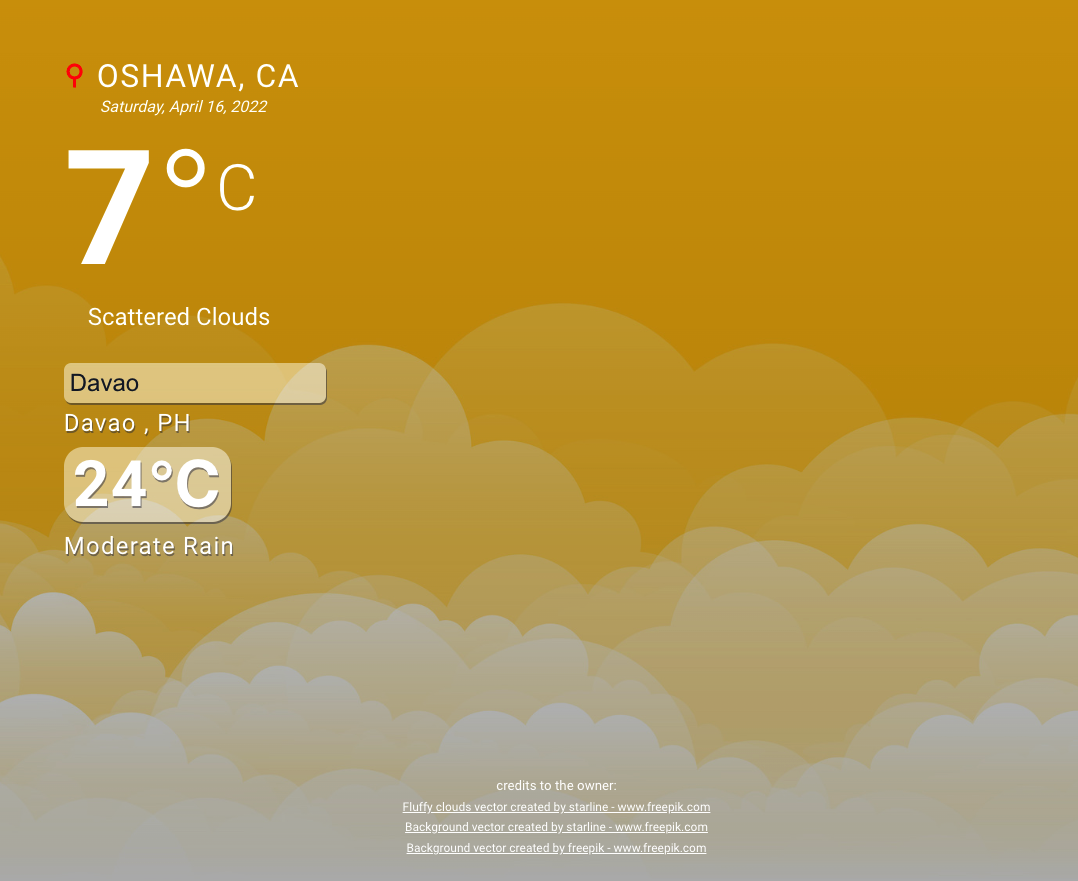 OSHAWA, CA
Saturday, April 16, 2022
7°C
Scattered Clouds
Davao
Davao , PH
24°C
Moderate Rain
credits to the owner:
Fluffy clouds vector created by starline - www.freepik.com
Background vector created by starline - www.freepik.com
Background vector created by freepik - www.freepik.com